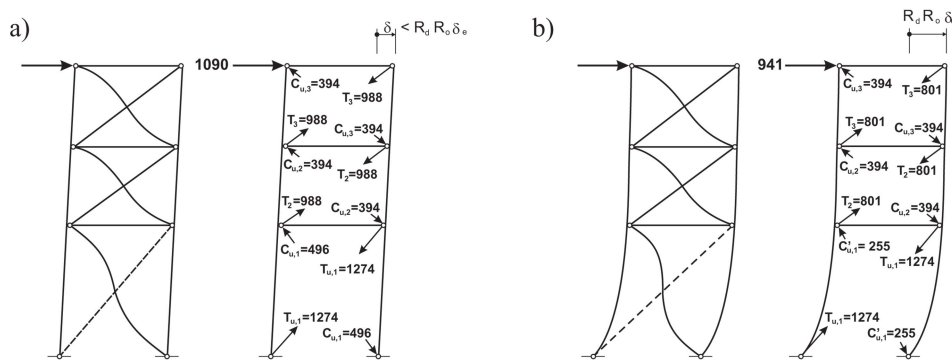 a)
1090
δ < R_d R_o δ_e
C_u,3=394
T_3=988
T_3=988
C_u,3=394
C_u,2=394
T_2=988
T_2=988
C_u,2=394
C_u,1=496
T_u,1=1274
T_u,1=1274
C_u,1=496
b)
941
R_d R_o δ
C_u,3=394
T_3=801
T_3=801
C_u,3=394
C_u,2=394
T_2=801
T_2=801
C_u,2=394
C'_u,1= 255
T_u,1=1274
T_u,1=1274
C'_u,1=255